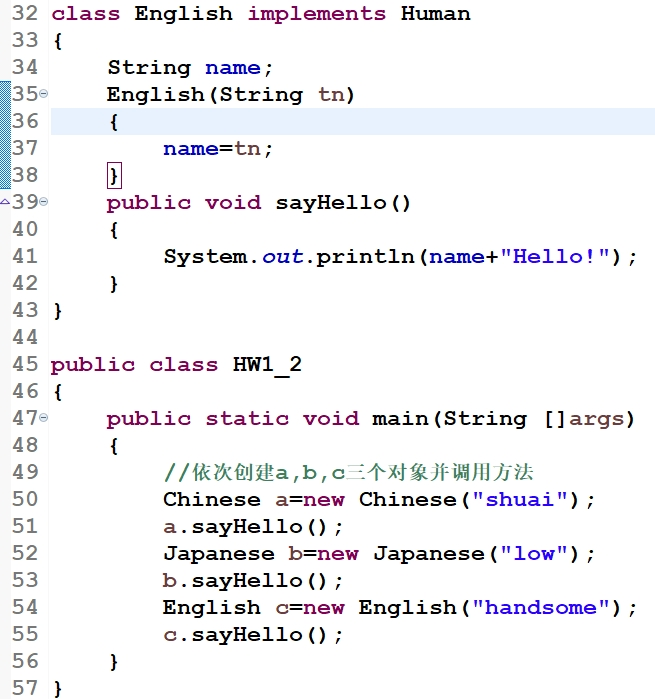 32 class English implements Human
33 {
34     String name;
35     English(String tn)
36     {
37         name=tn;
38     }
39     public void sayHello()
40     {
41         System.out.println(name+"Hello!");
42     }
43 }
44
45 public class HW1_2
46 {
47     public static void main(String []args)
48     {
49         //依次创建a,b,c三个对象并调用方法
50         Chinese a=new Chinese("shuai");
51         a.sayHello();
52         Japanese b=new Japanese("low");
53         b.sayHello();
54         English c=new English("handsome");
55         c.sayHello();
56     }
57 }